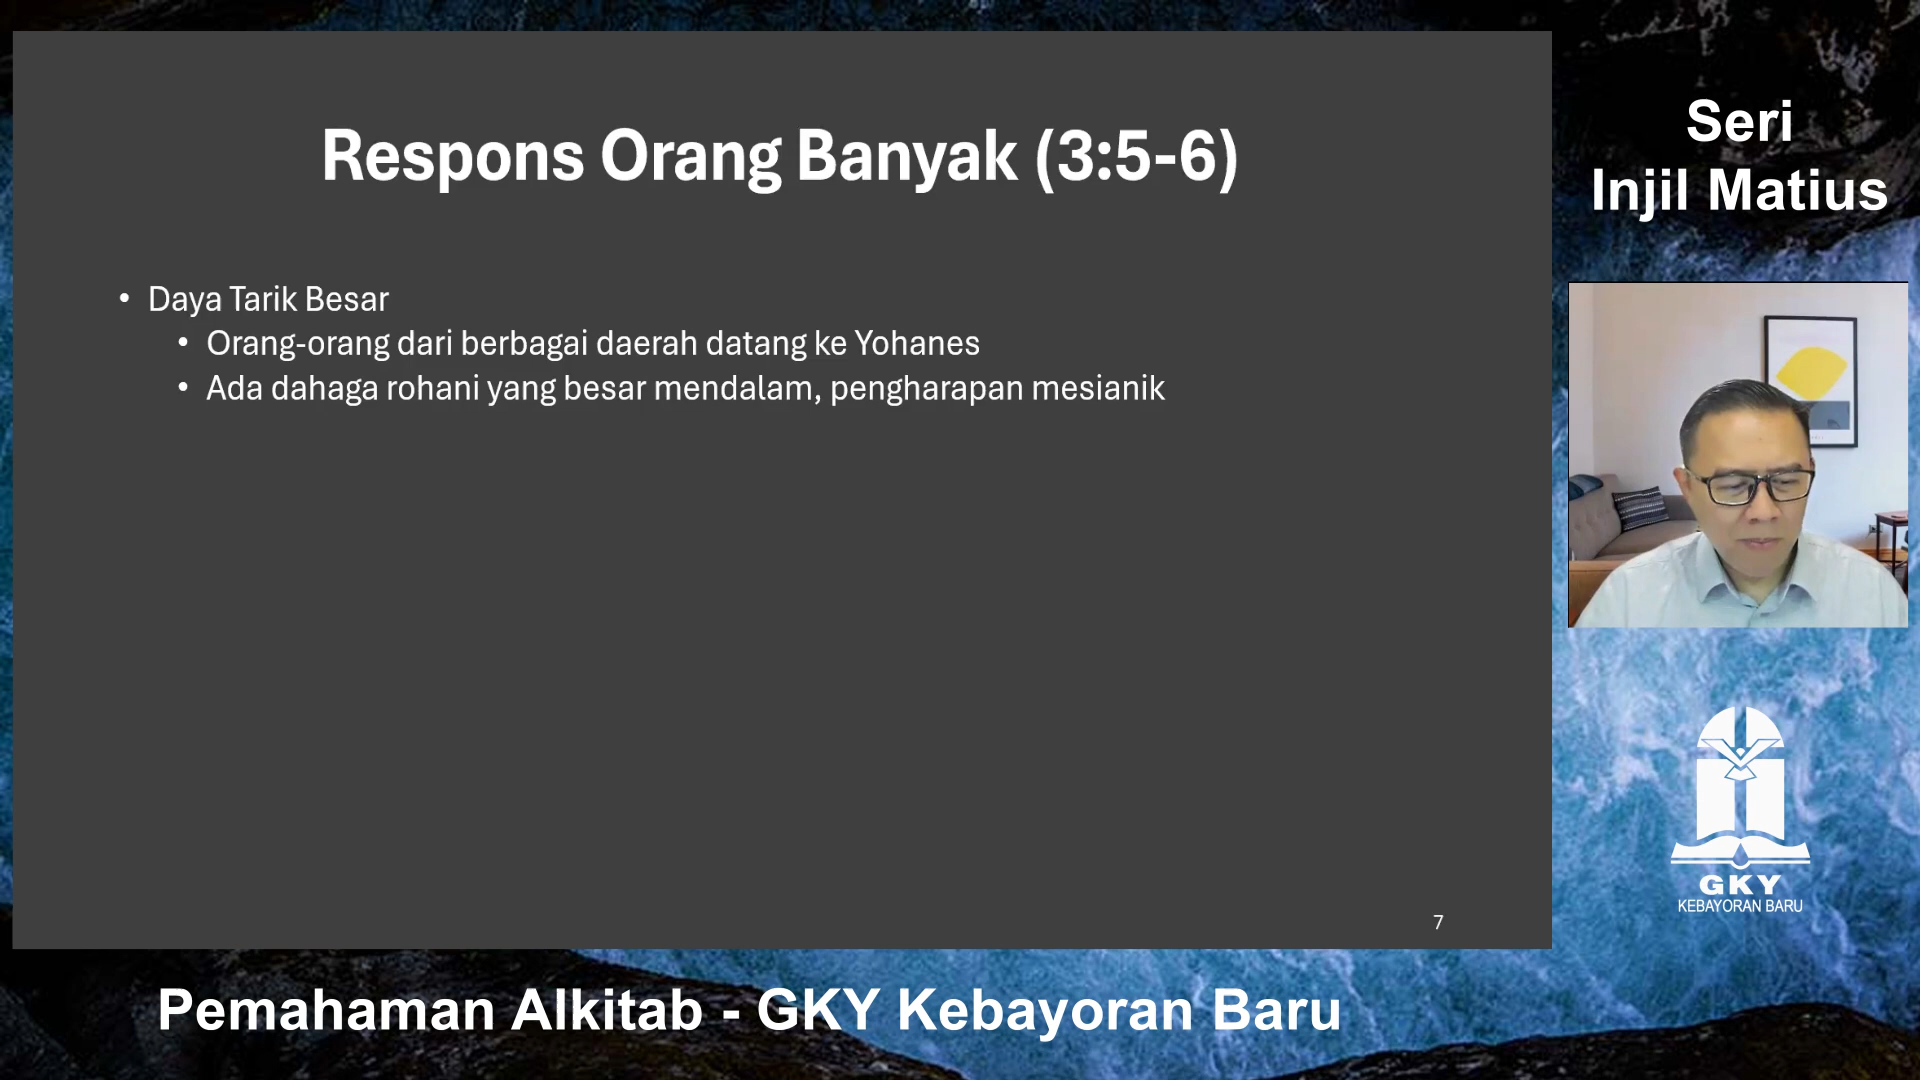 Respons Orang Banyak (3:5-6)
• Daya Tarik Besar
• Orang-orang dari berbagai daerah datang ke Yohanes
• Ada dahaga rohani yang besar mendalam, pengharapan mesianik
7
Seri
Injil Matius
GKY
KEBAYORAN BARU
Pemahaman Alkitab - GKY Kebayoran Baru